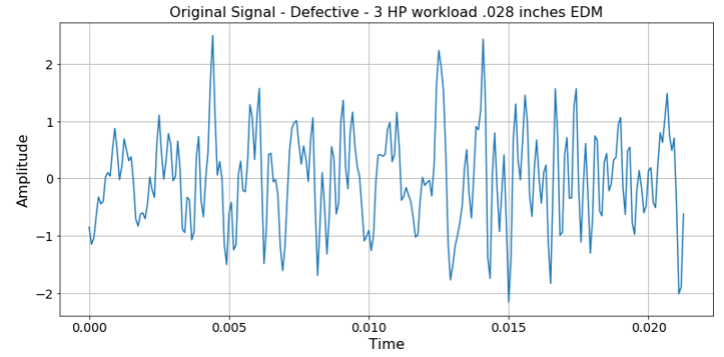 Original Signal - Defective - 3 HP workload .028 inches EDM
Amplitude
2
1
0
−1
−2
0.000 0.005 0.010 0.015 0.020
Time